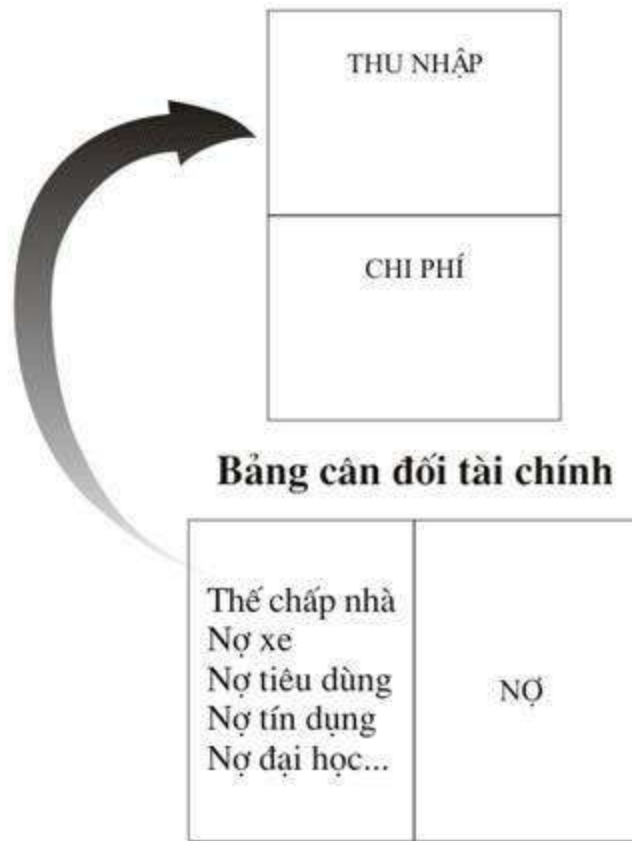 THU NHẬP
CHI PHÍ
Bảng cân đối tài chính
Thế chấp nhà
Nợ xe
Nợ tiêu dùng
Nợ tín dụng
Nợ đại học...
NỢ